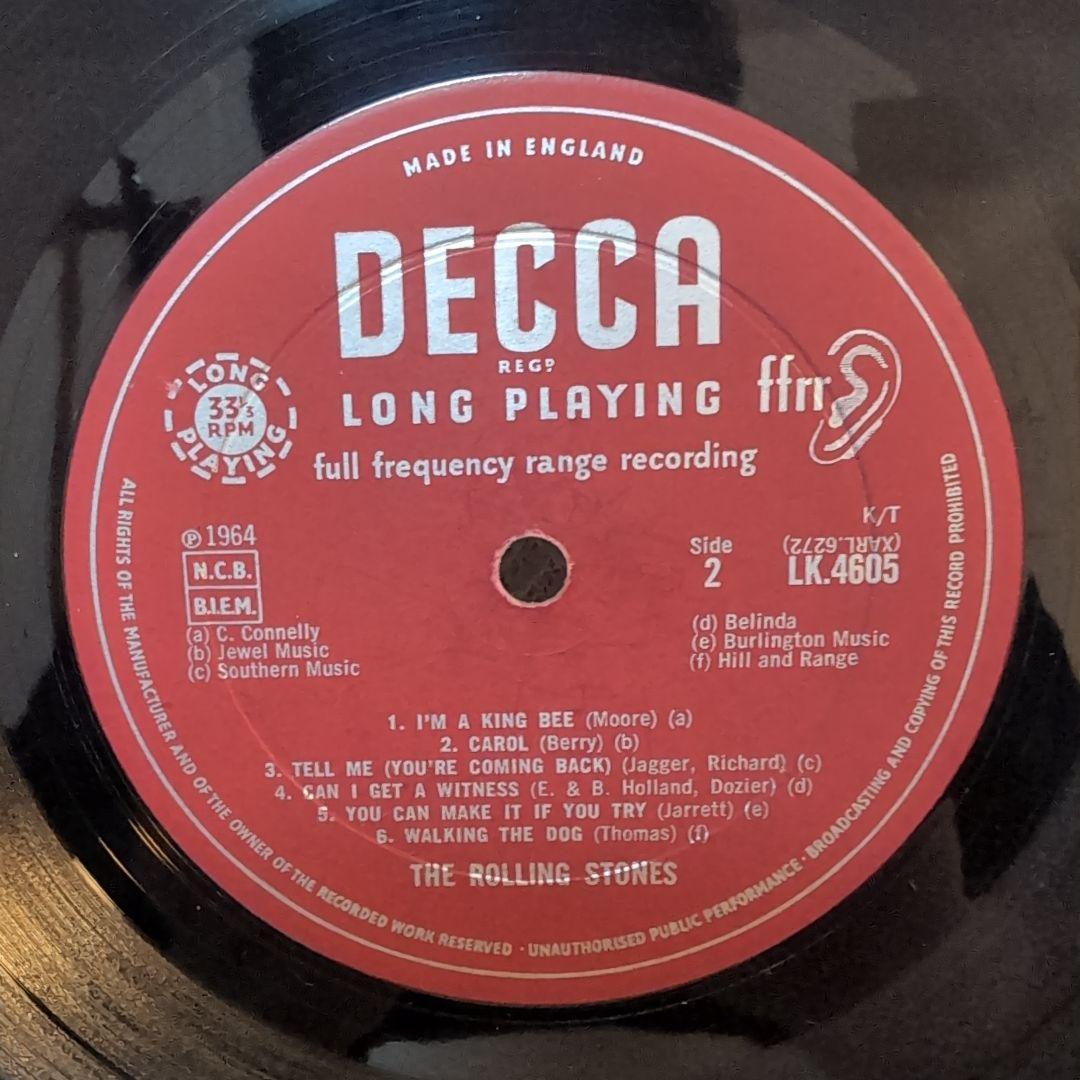 MADE IN ENGLAND
DECCA
REGD
LONG PLAYING
ffrr
full frequency range recording
LONG
33⅓
RPM
PLAYING
℗ 1964
N.C.B.
B.I.E.M.
(a) C. Connelly
(b) Jewel Music
(c) Southern Music
K/T
Side
2
(XARL.6272)
LK.4605
(d) Belinda
(e) Burlington Music
(f) Hill and Range
1. I'M A KING BEE (Moore) (a)
2. CAROL (Berry) (b)
3. TELL ME (YOU'RE COMING BACK) (Jagger, Richard) (c)
4. CAN I GET A WITNESS (E. & B. Holland, Dozier) (d)
5. YOU CAN MAKE IT IF YOU TRY (Jarrett) (e)
6. WALKING THE DOG (Thomas) (f)
THE ROLLING STONES
ALL RIGHTS OF THE MANUFACTURER AND OF THE OWNER OF THE RECORDED WORK RESERVED · UNAUTHORISED PUBLIC PERFORMANCE · BROADCASTING AND COPYING OF THIS RECORD PROHIBITED